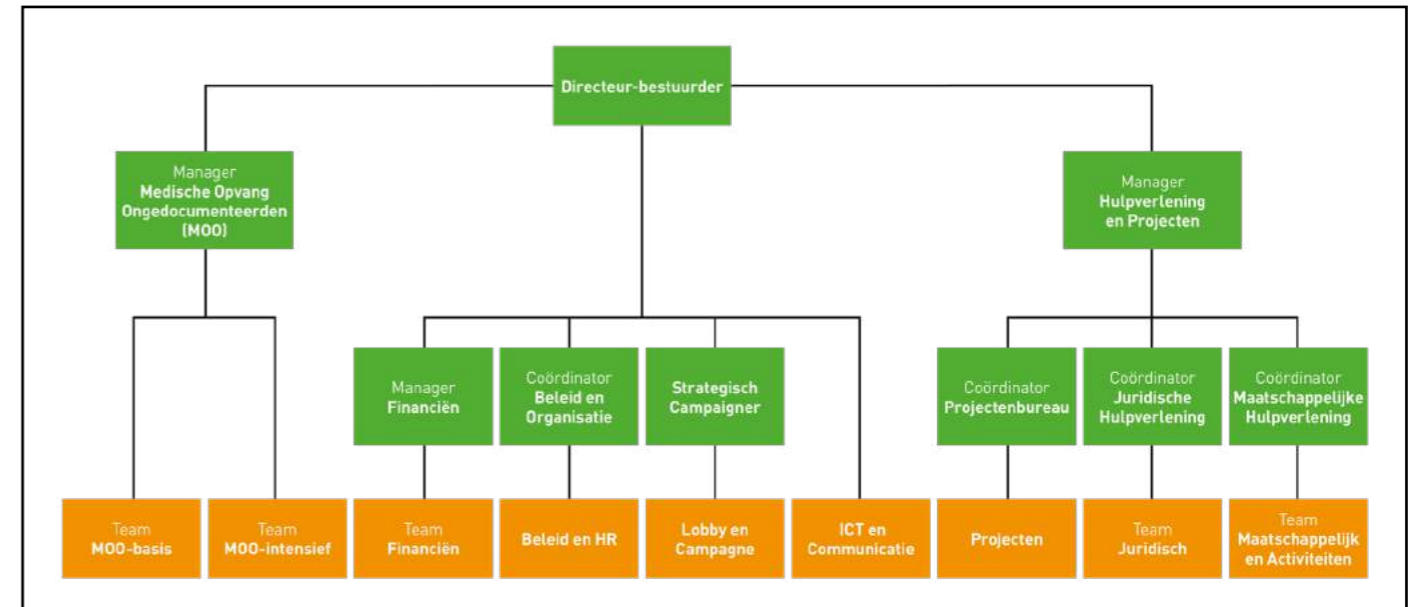 Directeur-bestuurder
Manager
Medische Opvang
Ongedocumenteerden
(MOO)
Manager
Hulpverlening
en Projecten
Manager
Financiën
Coördinator
Beleid en
Organisatie
Strategisch
Campaigner
Coördinator
Projectenbureau
Coördinator
Juridische
Hulpverlening
Coördinator
Maatschappelijke
Hulpverlening
Team
MOO-basis
Team
MOO-intensief
Team
Financiën
Beleid en HR
Lobby en
Campagne
ICT en
Communicatie
Projecten
Team
Juridisch
Team
Maatschappelijk
en Activiteiten